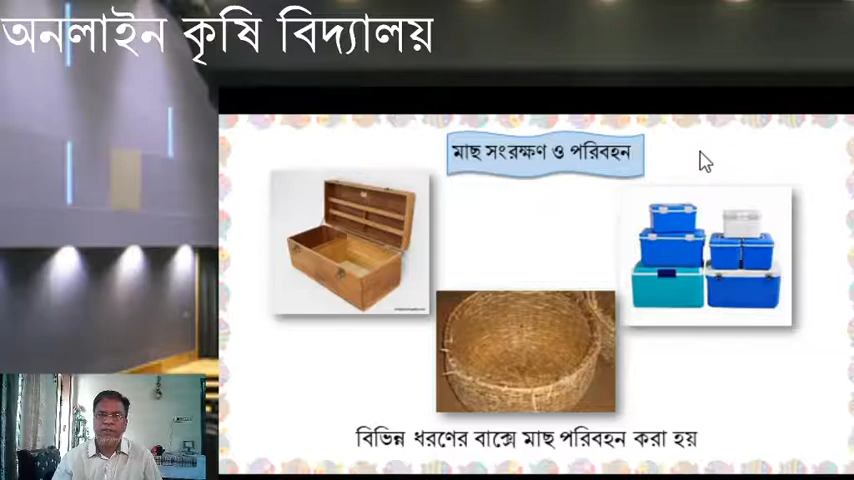 অনলাইন কৃষি বিদ্যালয়
মাছ সংরক্ষণ ও পরিবহন
বিভিন্ন ধরণের বাক্সে মাছ পরিবহন করা হয়